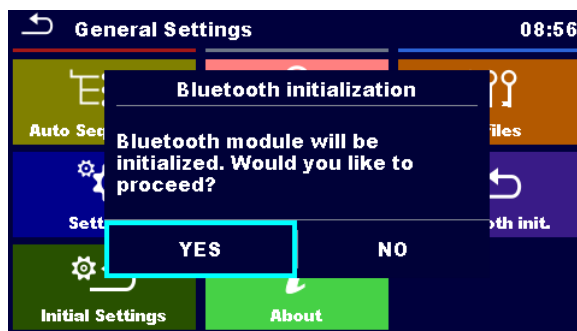 General Settings
08:56
Bluetooth initialization
Auto Seq
files
Bluetooth module will be
initialized. Would you like to
proceed?
Sett
oth init.
YES
NO
Initial Settings
About